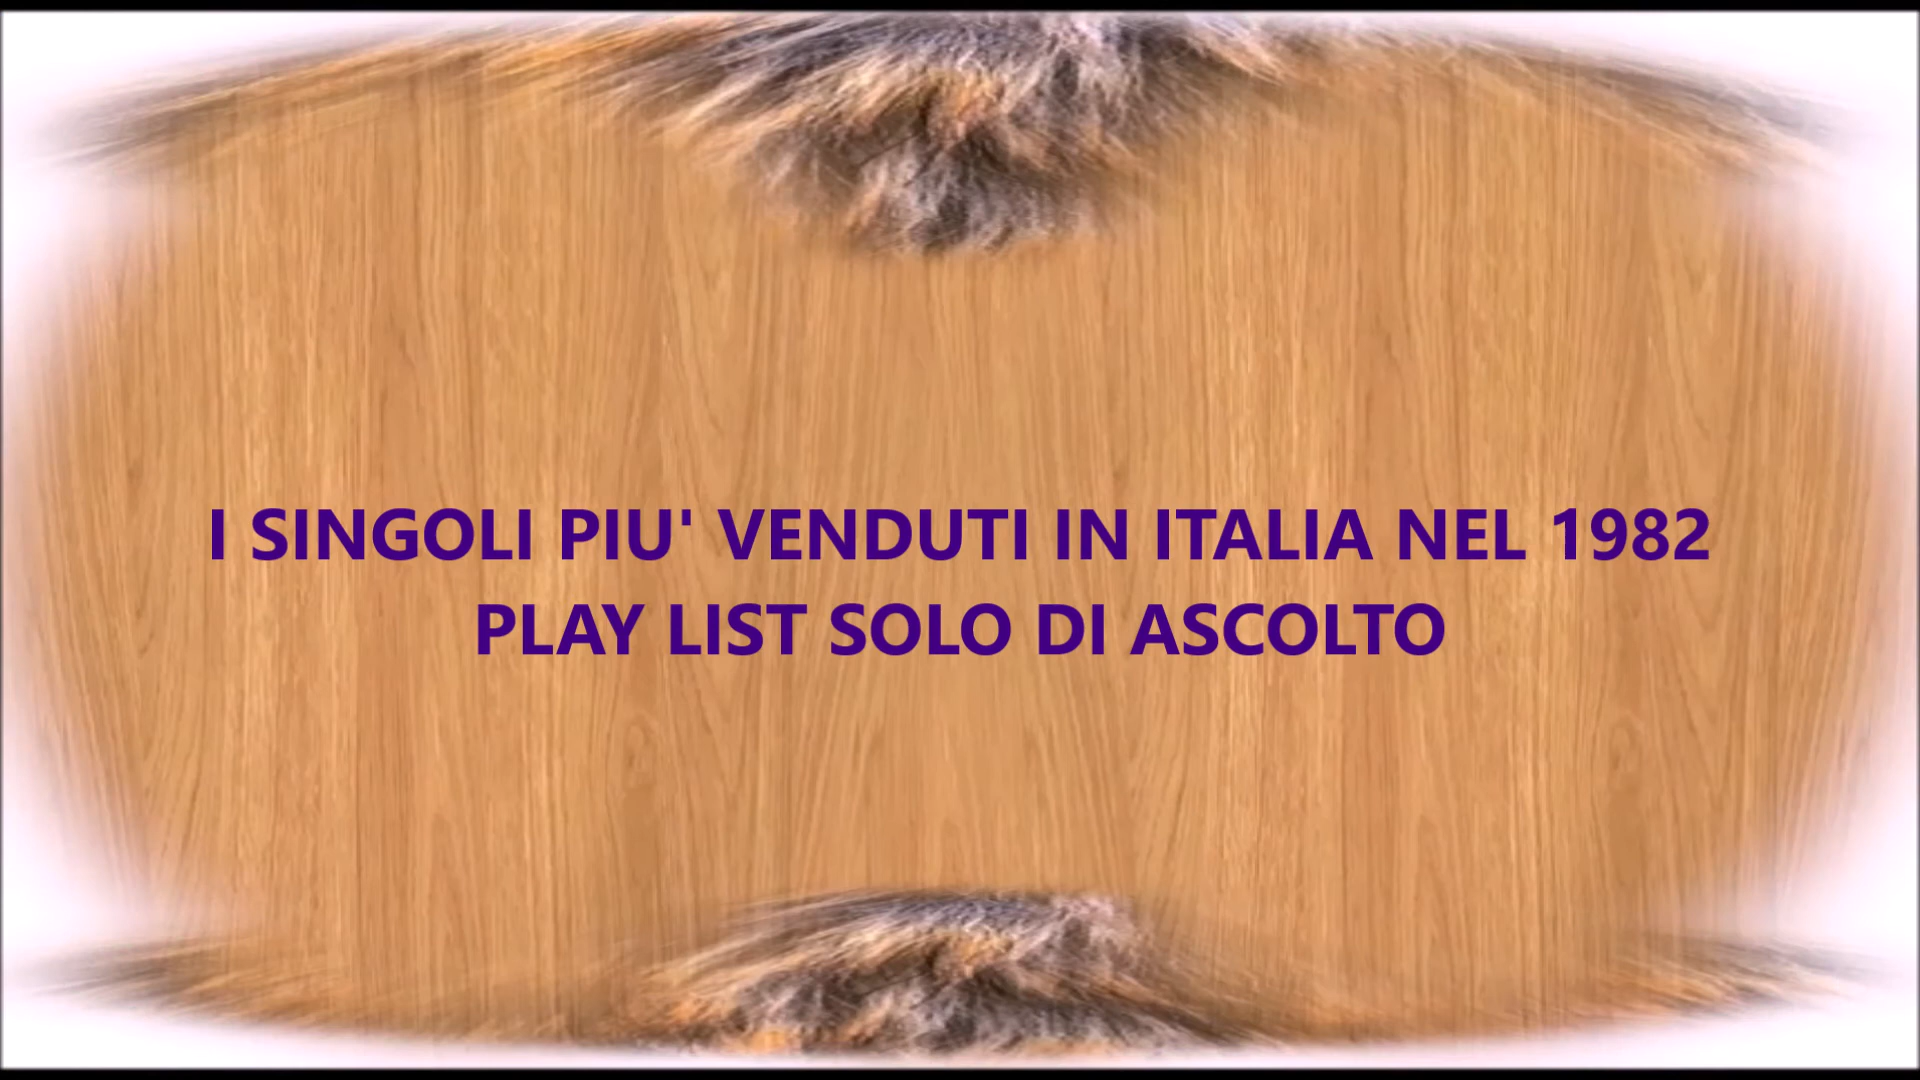 I SINGOLI PIU' VENDUTI IN ITALIA NEL 1982
PLAY LIST SOLO DI ASCOLTO